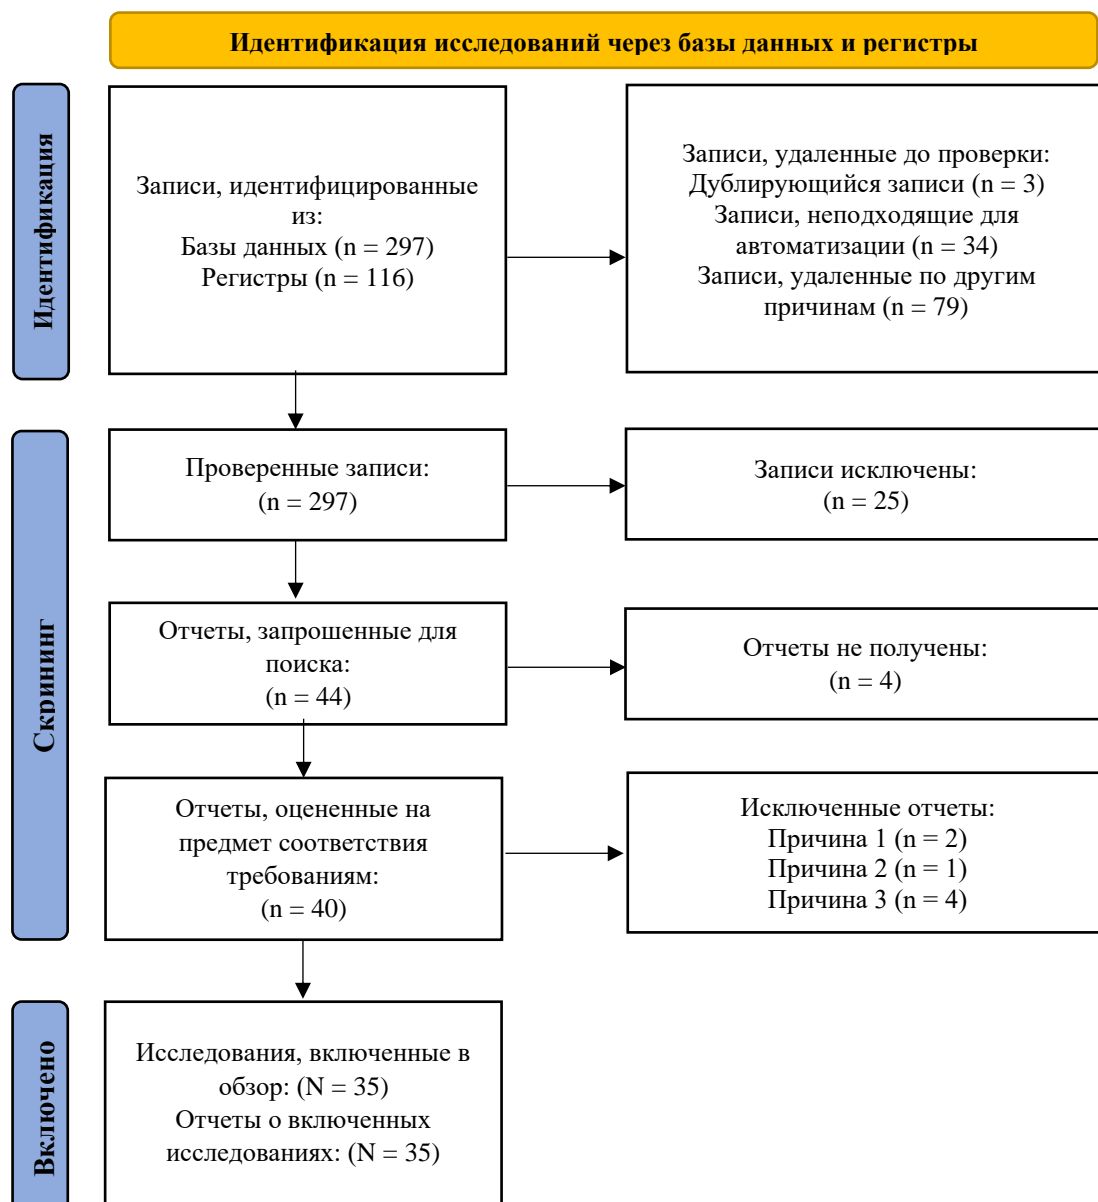 Идентификация исследований через базы данных и регистры
Идентификация
Записи, идентифицированные
из:
Базы данных (n = 297)
Регистры (n = 116)
Записи, удаленные до проверки:
Дублирующийся записи (n = 3)
Записи, неподходящие для
автоматизации (n = 34)
Записи, удаленные по другим
причинам (n = 79)
Скрининг
Проверенные записи:
(n = 297)
Записи исключены:
(n = 25)
Отчеты, запрошенные для
поиска:
(n = 44)
Отчеты не получены:
(n = 4)
Отчеты, оцененные на
предмет соответствия
требованиям:
(n = 40)
Исключенные отчеты:
Причина 1 (n = 2)
Причина 2 (n = 1)
Причина 3 (n = 4)
Включено
Исследования, включенные в
обзор: (N = 35)
Отчеты о включенных
исследованиях: (N = 35)